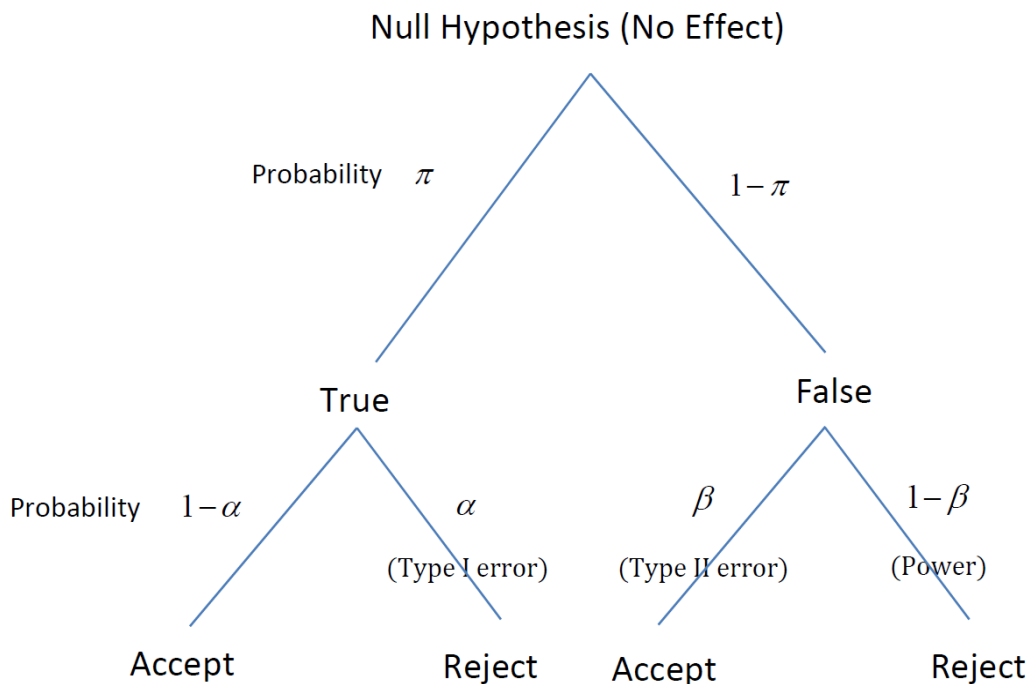 Null Hypothesis (No Effect)
Probability π
1 − π
True
False
Probability 1 − α
α
β
1 − β
(Type I error)
(Type II error)
(Power)
Accept
Reject
Accept
Reject